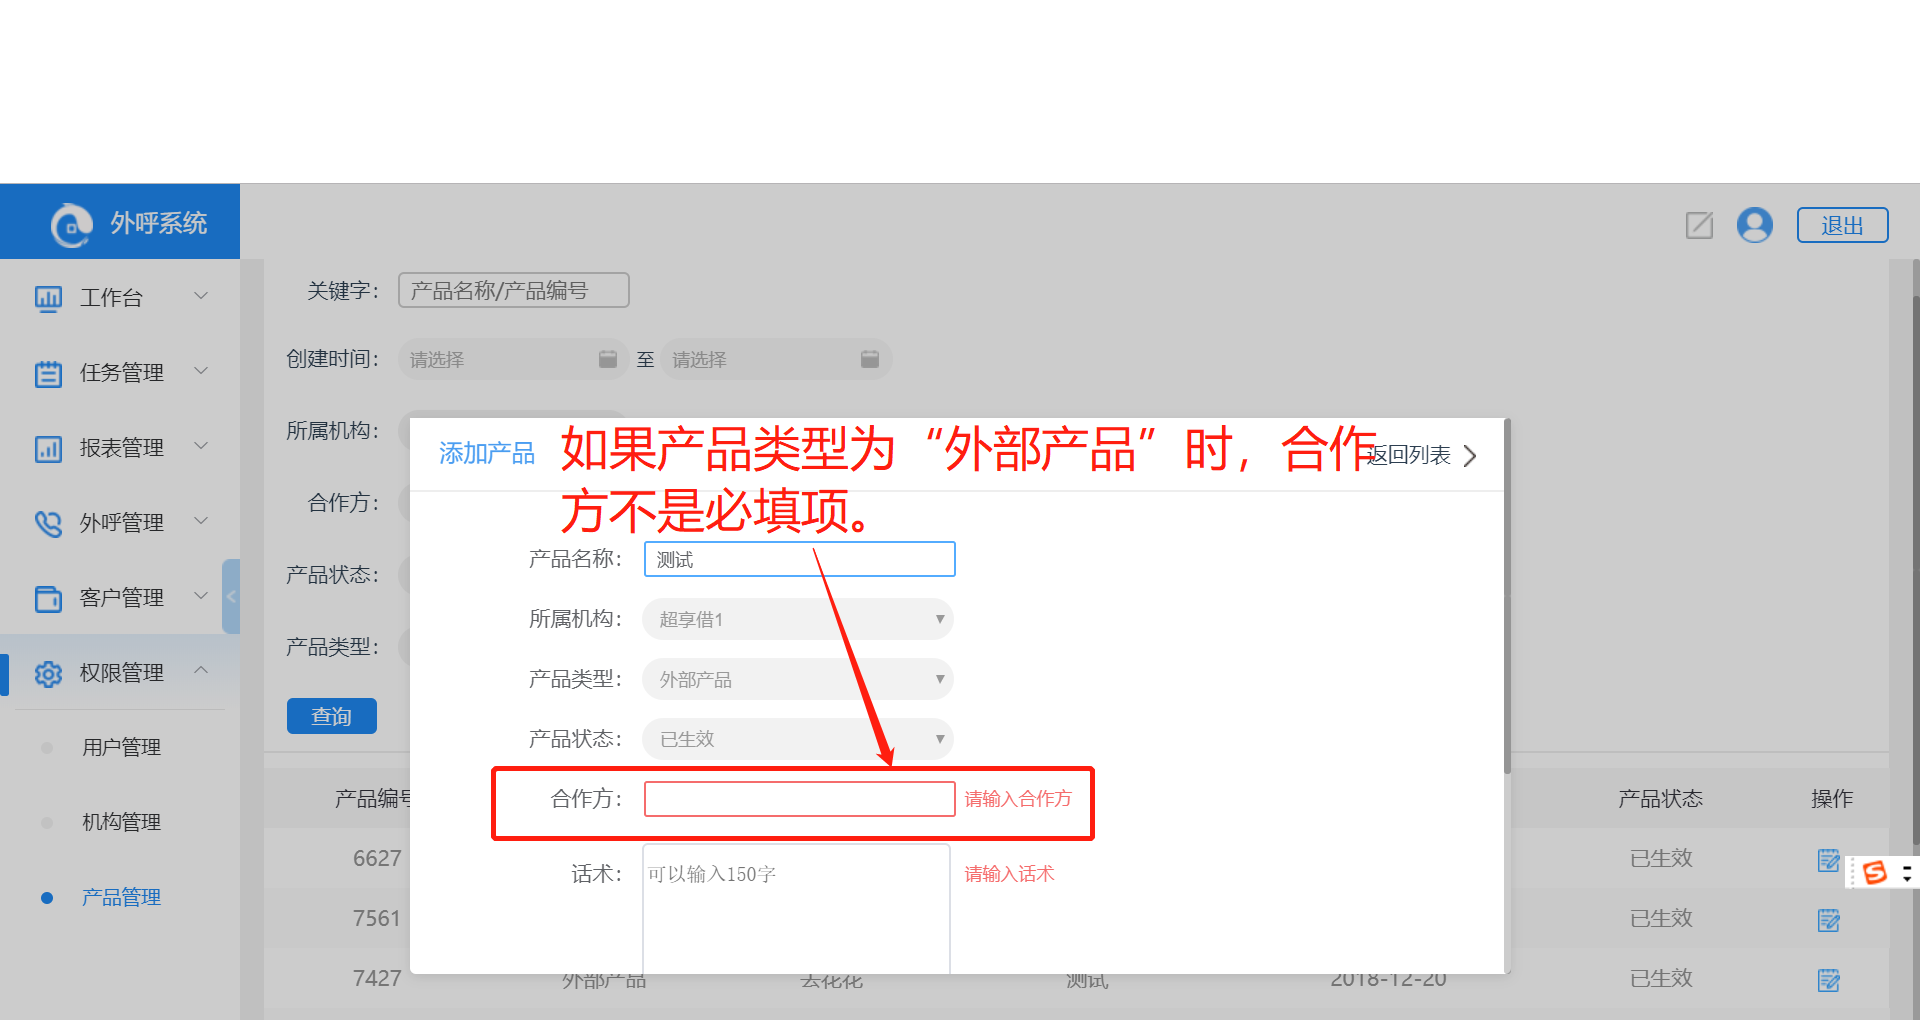 外呼系统
退出
工作台
任务管理
报表管理
外呼管理
客户管理
权限管理
用户管理
机构管理
产品管理
关键字：
产品名称/产品编号
创建时间：
请选择
至
请选择
所属机构：
合作方：
产品状态：
产品类型：
查询
添加产品
返回列表
如果产品类型为“外部产品”时，合作
方不是必填项。
产品名称：
测试
所属机构：
超享借1
产品类型：
外部产品
产品状态：
已生效
合作方：
请输入合作方
话术：
可以输入150字
请输入话术
产品编号
产品状态
操作
6627
已生效
7561
已生效
7427
外部产品
去花花
测试
2018-12-20
已生效